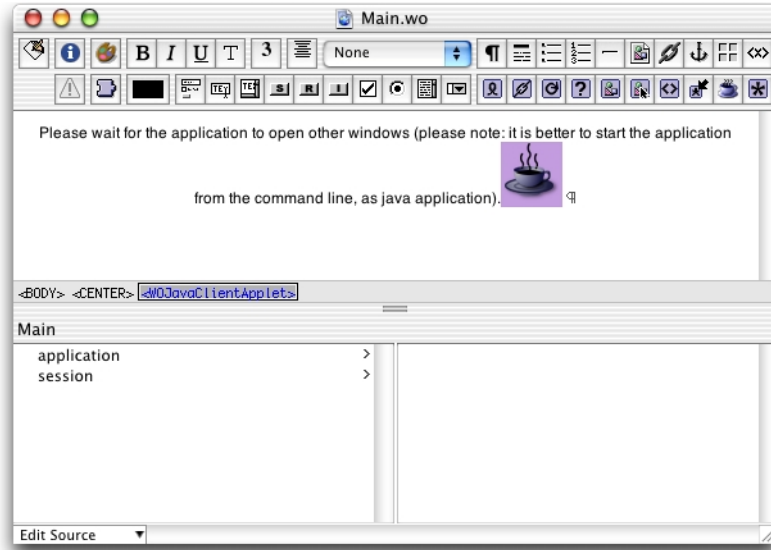 Main.wo
B I U T 3 None
Please wait for the application to open other windows (please note: it is better to start the application
from the command line, as java application).
<BODY> <CENTER> <WOJavaClientApplet>
Main
application >
session >
Edit Source